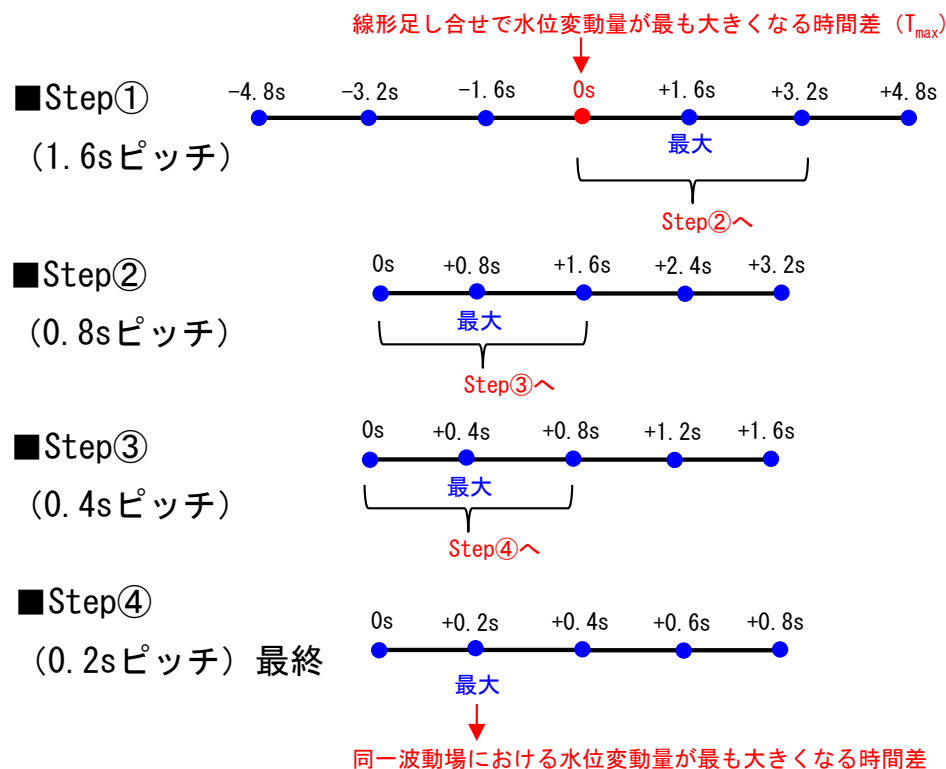 線形足し合せで水位変動量が最も大きくなる時間差（Tmax）
■Step①
-4.8s -3.2s -1.6s 0s +1.6s +3.2s +4.8s
最大
（1.6sピッチ）
Step②へ
■Step②
0s +0.8s +1.6s +2.4s +3.2s
最大
（0.8sピッチ）
Step③へ
■Step③
0s +0.4s +0.8s +1.2s +1.6s
最大
（0.4sピッチ）
Step④へ
■Step④
0s +0.2s +0.4s +0.6s +0.8s
（0.2sピッチ）最終
最大
同一波動場における水位変動量が最も大きくなる時間差